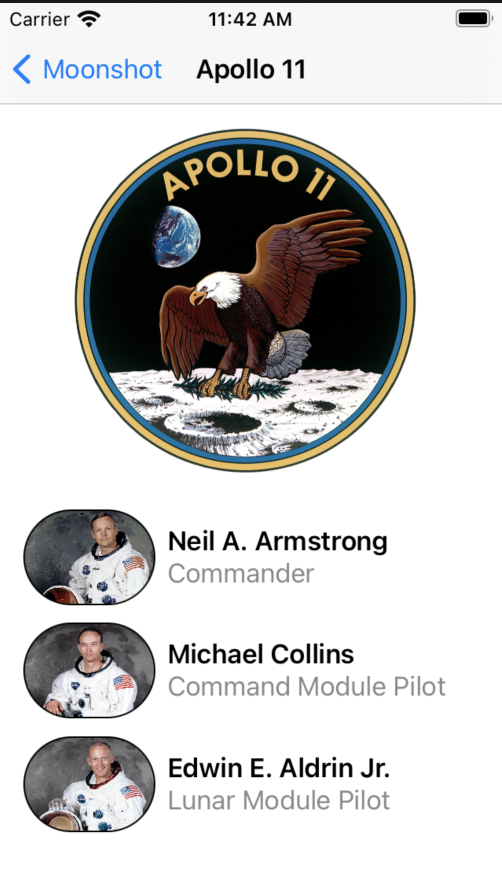 Carrier 11:42 AM
Moonshot Apollo 11
APOLLO 11
Neil A. Armstrong
Commander
Michael Collins
Command Module Pilot
Edwin E. Aldrin Jr.
Lunar Module Pilot